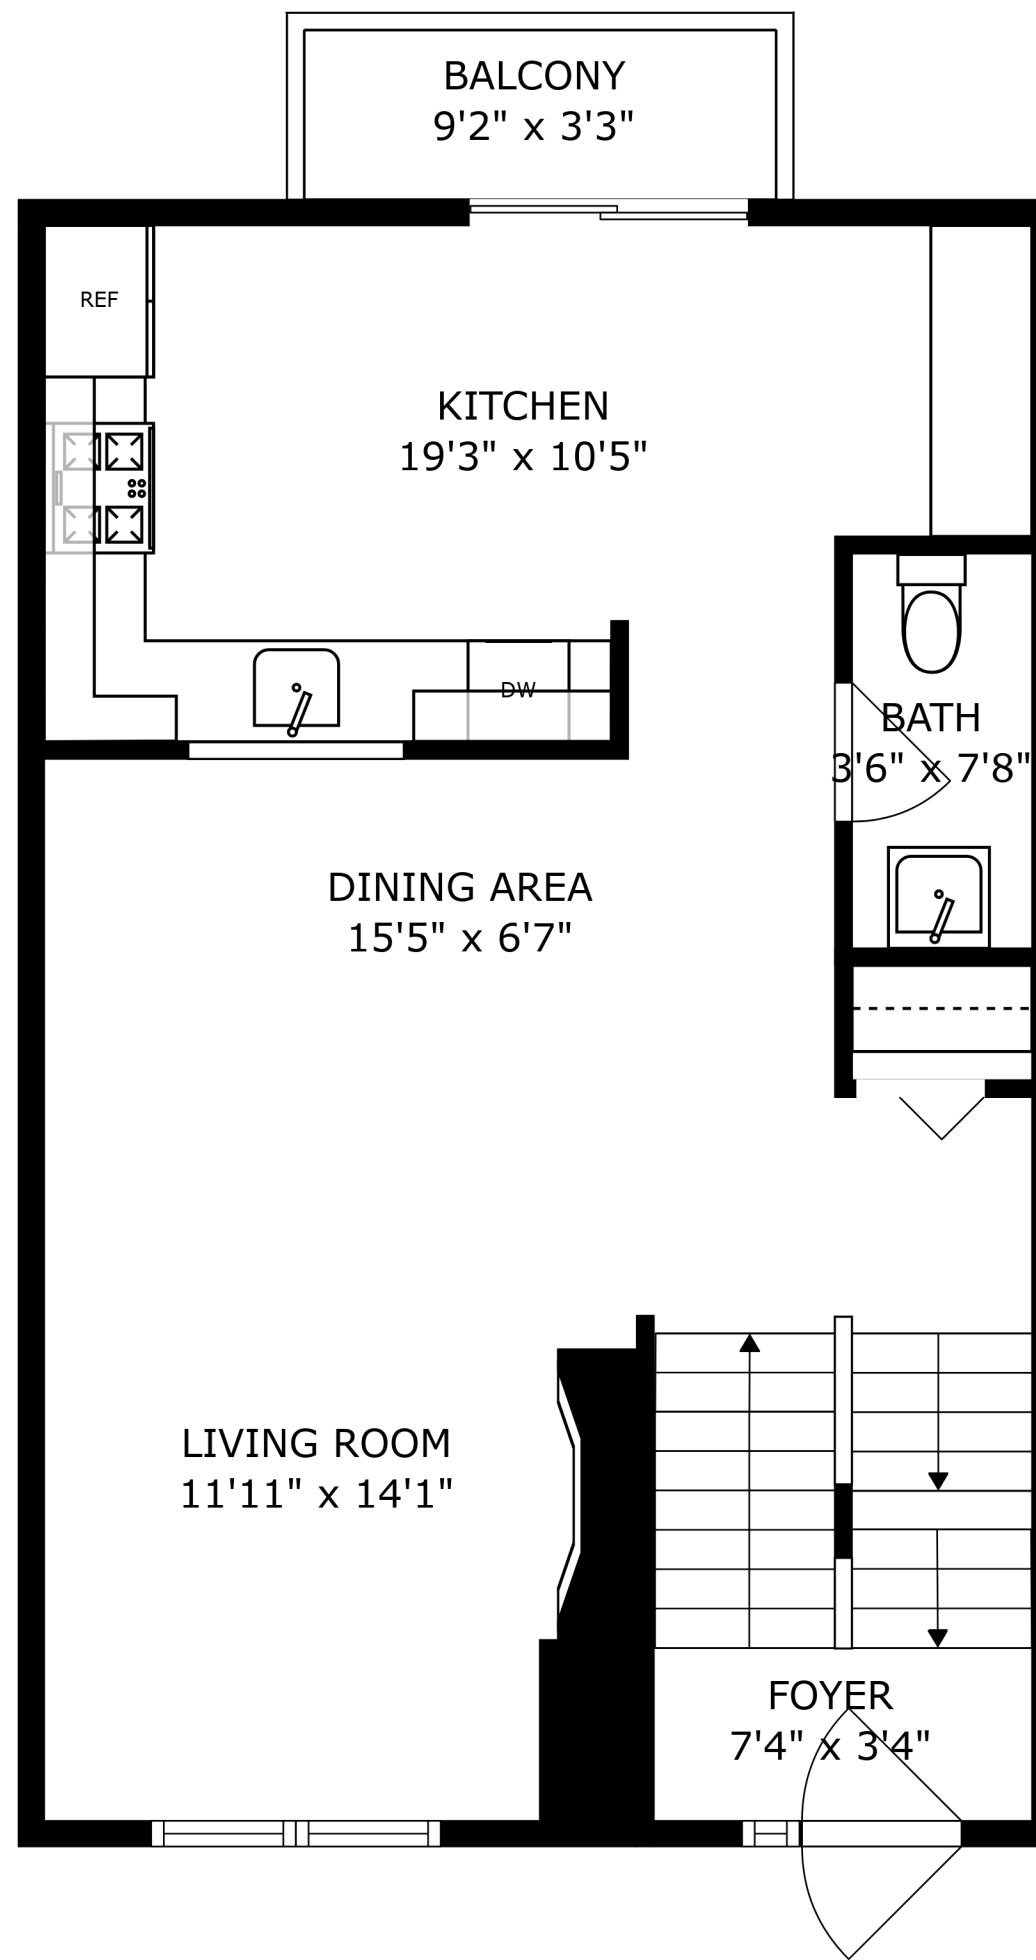 BALCONY
9'2" x 3'3"
REF
KITCHEN
19'3" x 10'5"
DW
BATH
3'6" x 7'8"
DINING AREA
15'5" x 6'7"
LIVING ROOM
11'11" x 14'1"
FOYER
7'4" x 3'4"